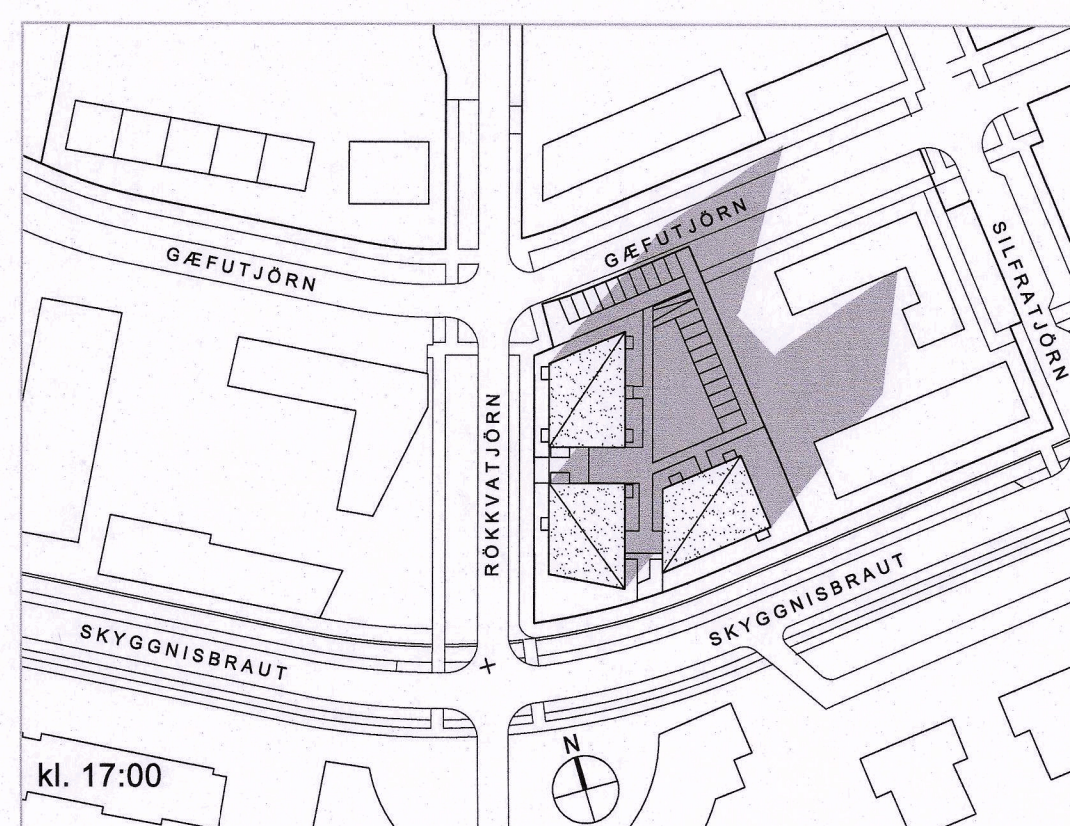 GÆFUTJÖRN
GÆFUTJÖRN
SILFRATJÖRN
RÖKKVATJÖRN
SKYGGNISBRAUT
SKYGGNISBRAUT
N
kl. 17:00